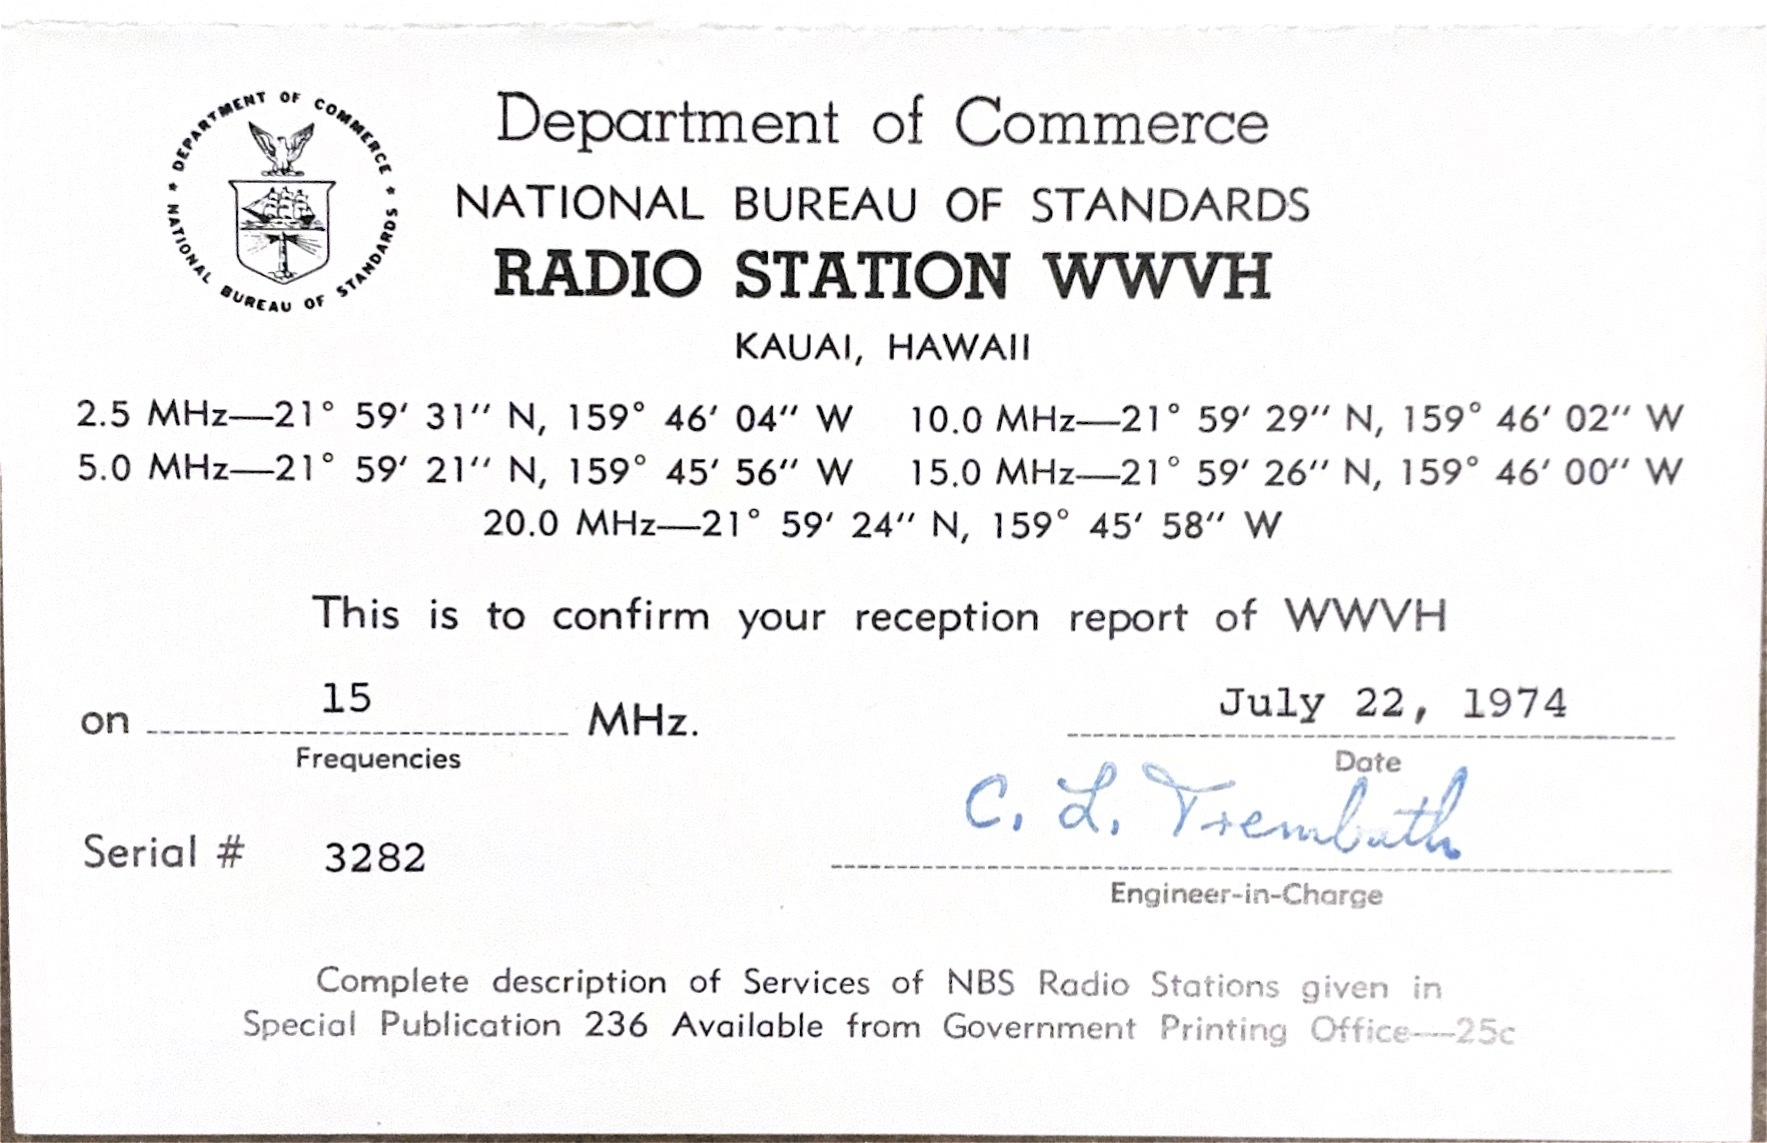 ★ DEPARTMENT OF COMMERCE ★
NATIONAL BUREAU OF STANDARDS
Department of Commerce
NATIONAL BUREAU OF STANDARDS
RADIO STATION WWVH
KAUAI, HAWAII
2.5 MHz—21° 59′ 31″ N, 159° 46′ 04″ W 10.0 MHz—21° 59′ 29″ N, 159° 46′ 02″ W
5.0 MHz—21° 59′ 21″ N, 159° 45′ 56″ W 15.0 MHz—21° 59′ 26″ N, 159° 46′ 00″ W
20.0 MHz—21° 59′ 24″ N, 159° 45′ 58″ W
This is to confirm your reception report of WWVH
on 15 MHz. July 22, 1974
Frequencies Date
C. L. Trembath
Serial # 3282
Engineer-in-Charge
Complete description of Services of NBS Radio Stations given in
Special Publication 236 Available from Government Printing Office—25c